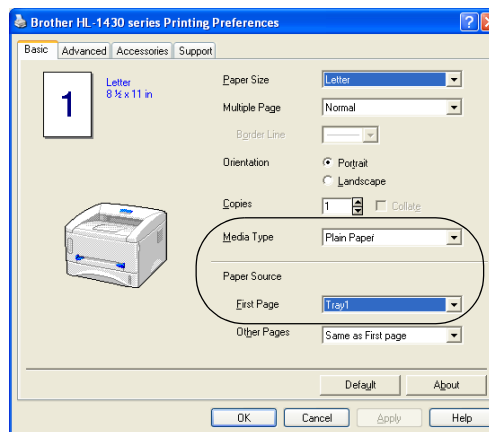 Brother HL-1430 series Printing Preferences
Basic Advanced Accessories Support
1
Letter
8 ½ x 11 in
Paper Size Letter
Multiple Page Normal
Border Line
Orientation Portrait
Landscape
Copies 1 Collate
Media Type Plain Paper
Paper Source
First Page Tray1
Other Pages Same as First page
Default About
OK Cancel Apply Help